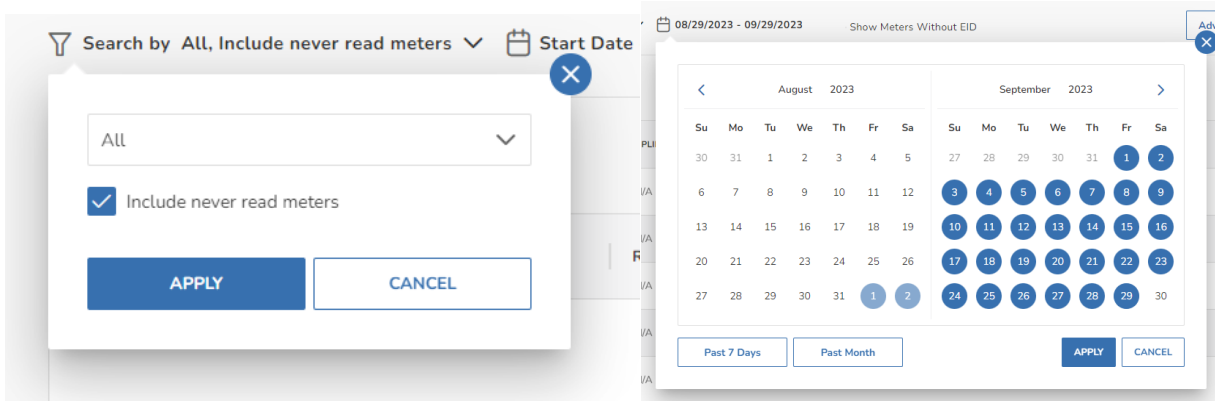 Search by All, Include never read meters
Start Date
All
Include never read meters
APPLY CANCEL
08/29/2023 - 09/29/2023 Show Meters Without EID
August 2023
Su Mo Tu We Th Fr Sa
30 31 1 2 3 4 5
6 7 8 9 10 11 12
13 14 15 16 17 18 19
20 21 22 23 24 25 26
27 28 29 30 31 1 2
September 2023
Su Mo Tu We Th Fr Sa
27 28 29 30 31 1 2
3 4 5 6 7 8 9
10 11 12 13 14 15 16
17 18 19 20 21 22 23
24 25 26 27 28 29 30
Past 7 Days Past Month APPLY CANCEL